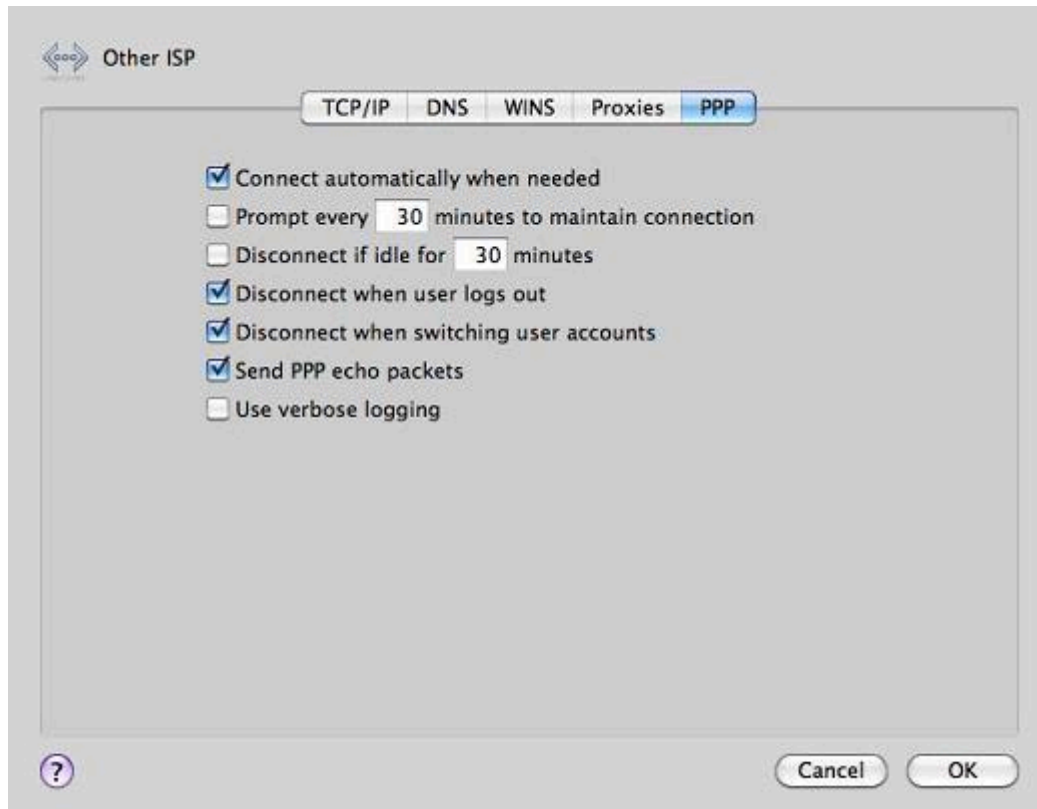 Other ISP
TCP/IP DNS WINS Proxies PPP
Connect automatically when needed
Prompt every 30 minutes to maintain connection
Disconnect if idle for 30 minutes
Disconnect when user logs out
Disconnect when switching user accounts
Send PPP echo packets
Use verbose logging
? Cancel OK